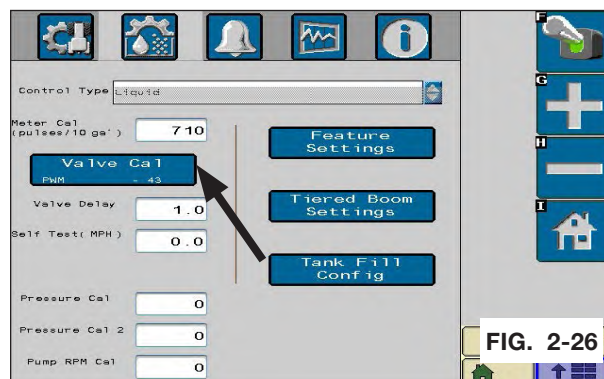 F
Control Type Liquid
G
Meter Cal
(pulses/10 ga')
710
Feature
Settings
Valve Cal
PWM - 43
H
Valve Delay
1.0
Tiered Boom
Settings
I
Self Test( MPH )
0.0
Tank Fill
Config
Pressure Cal
0
Pressure Cal 2
0
FIG. 2-26
Pump RPM Cal
0